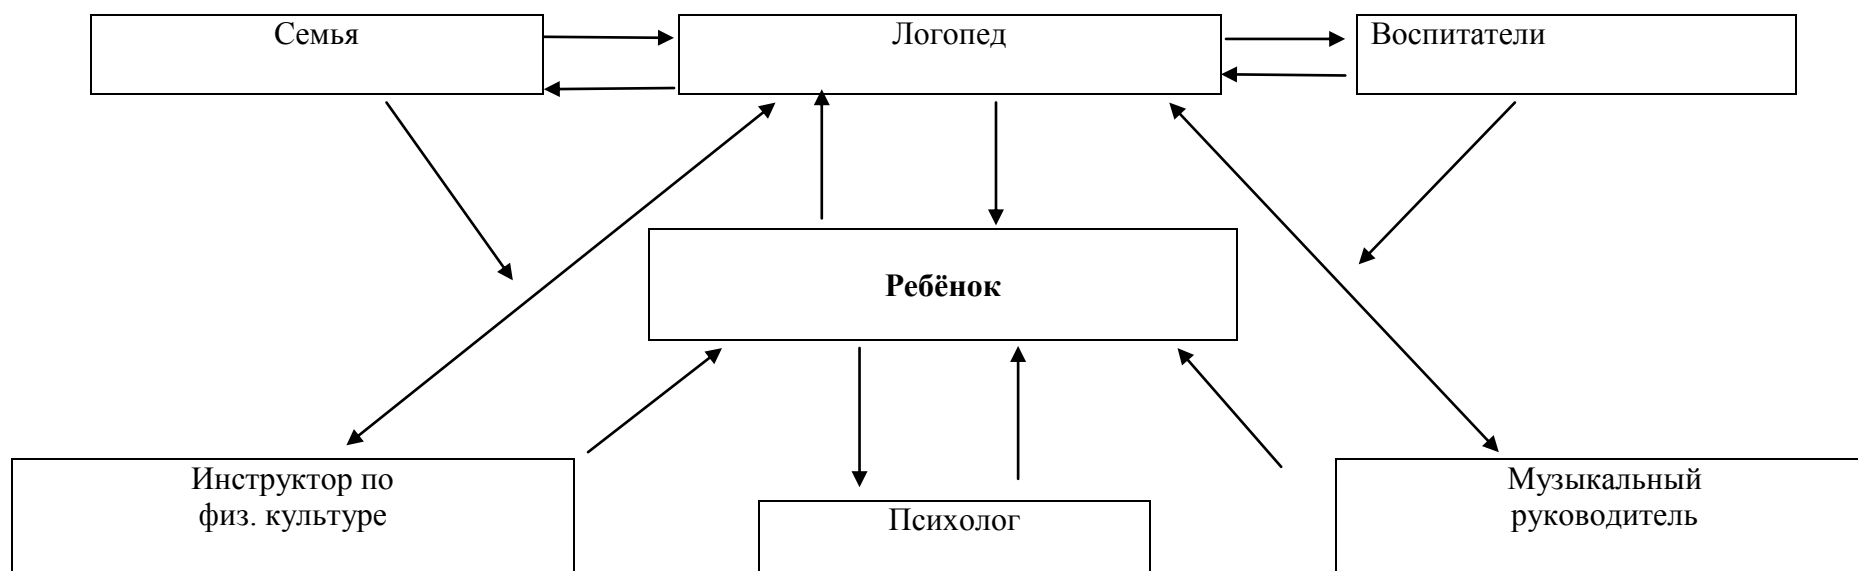 Семья
Логопед
Воспитатели
Ребёнок
Инструктор по
физ. культуре
Психолог
Музыкальный
руководитель